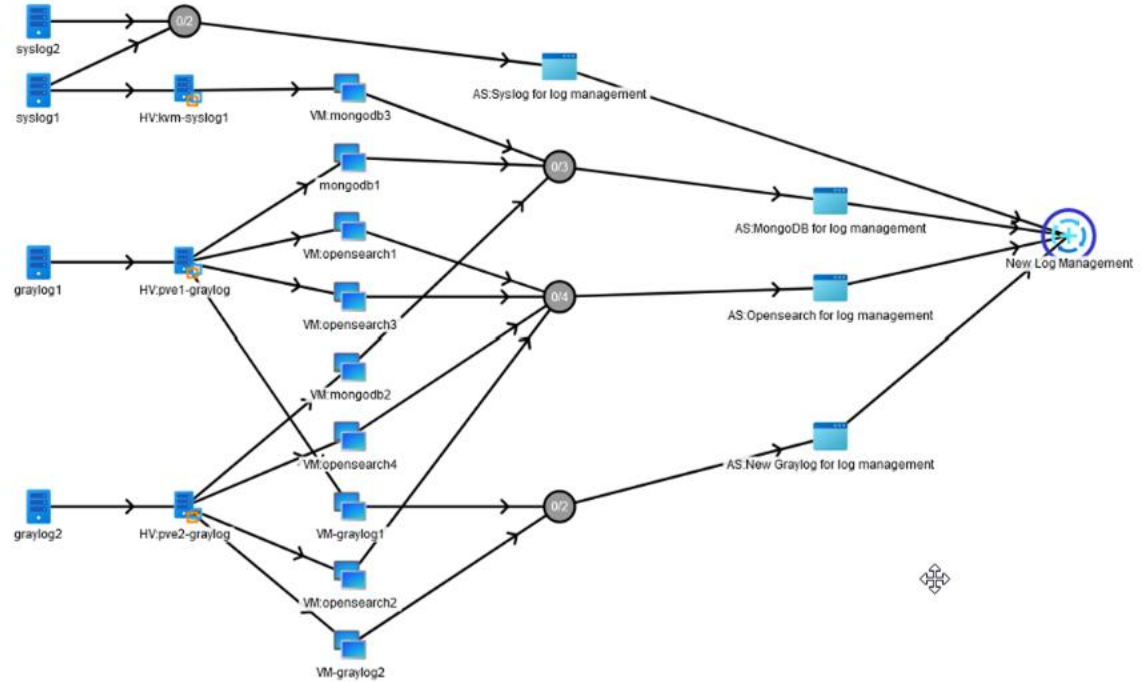 0/2
syslog2
AS:Syslog for log management
syslog1
HV:kvm-syslog1
VM:mongodb3
0/3
mongodb1
AS:MongoDB for log management
VM:opensearch1
New Log Management
graylog1
HV:pve1-graylog
0/4
VM:opensearch3
AS:Opensearch for log management
VM:mongodb2
VM:opensearch4
AS:New Graylog for log management
0/2
graylog2
HV:pve2-graylog
VM-graylog1
VM:opensearch2
VM-graylog2